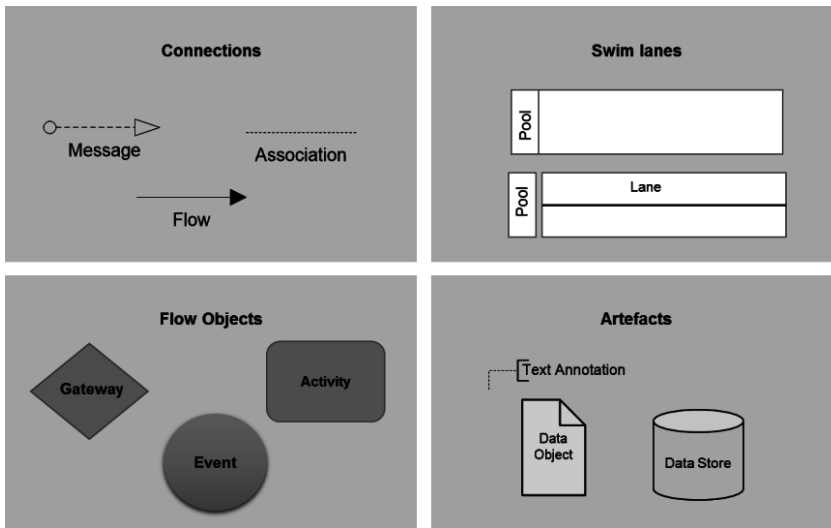 Connections
Message
Association
Flow
Swim lanes
Pool
Pool
Lane
Flow Objects
Gateway
Activity
Event
Artefacts
Text Annotation
Data
Object
Data Store